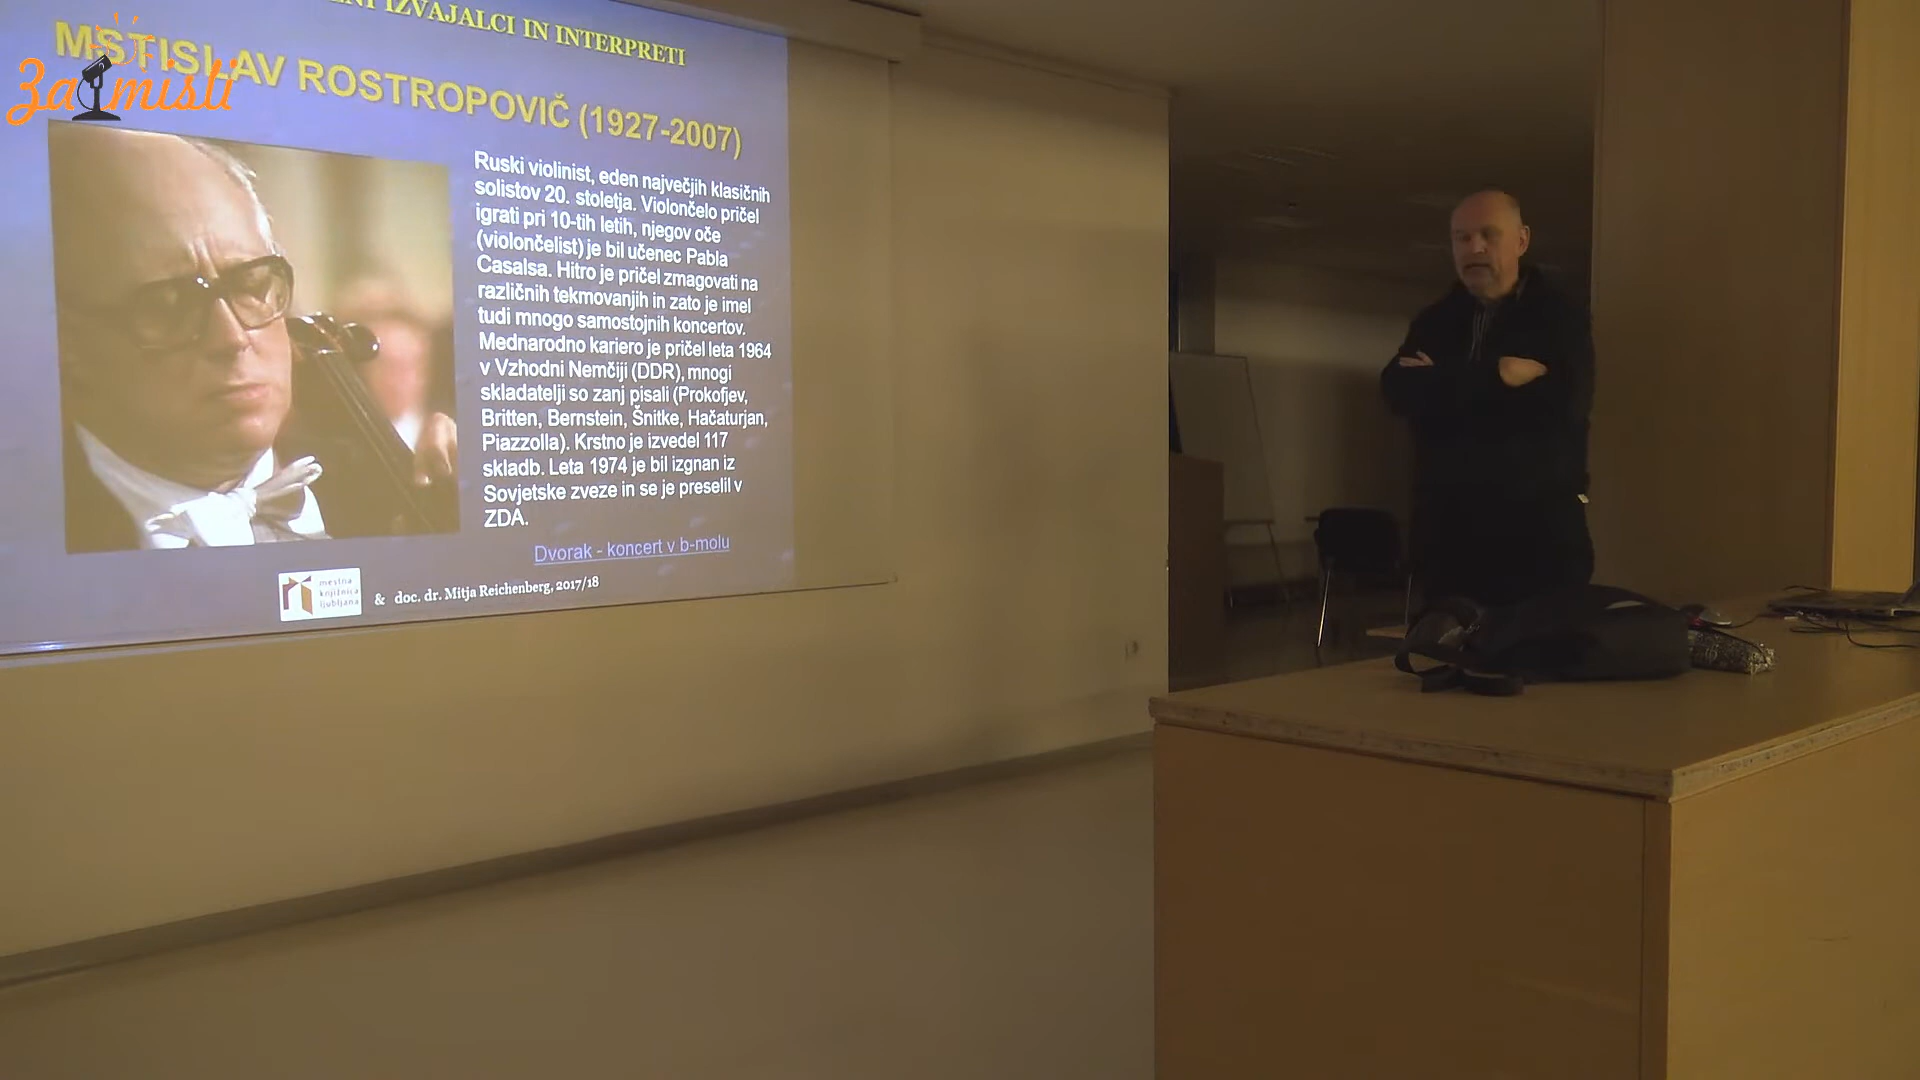 IZVAJALCI IN INTERPRETI
MSTISLAV ROSTROPOVIČ (1927-2007)
Zamisti
Ruski violinist, eden največjih klasičnih
solistov 20. stoletja. Violončelo pričel
igrati pri 10-tih letih, njegov oče
(violončelist) je bil učenec Pabla
Casalsa. Hitro je pričel zmagovati na
različnih tekmovanjih in zato je imel
tudi mnogo samostojnih koncertov.
Mednarodno kariero je pričel leta 1964
v Vzhodni Nemčiji (DDR), mnogi
skladatelji so zanj pisali (Prokofjev,
Britten, Bernstein, Šnitke, Hačaturjan,
Piazzolla). Krstno je izvedel 117
skladb. Leta 1974 je bil izgnan iz
Sovjetske zveze in se je preselil v
ZDA.
Dvorak - koncert v b-molu
mestna
knjižnica
ljubljana
& doc. dr. Mitja Reichenberg, 2017/18